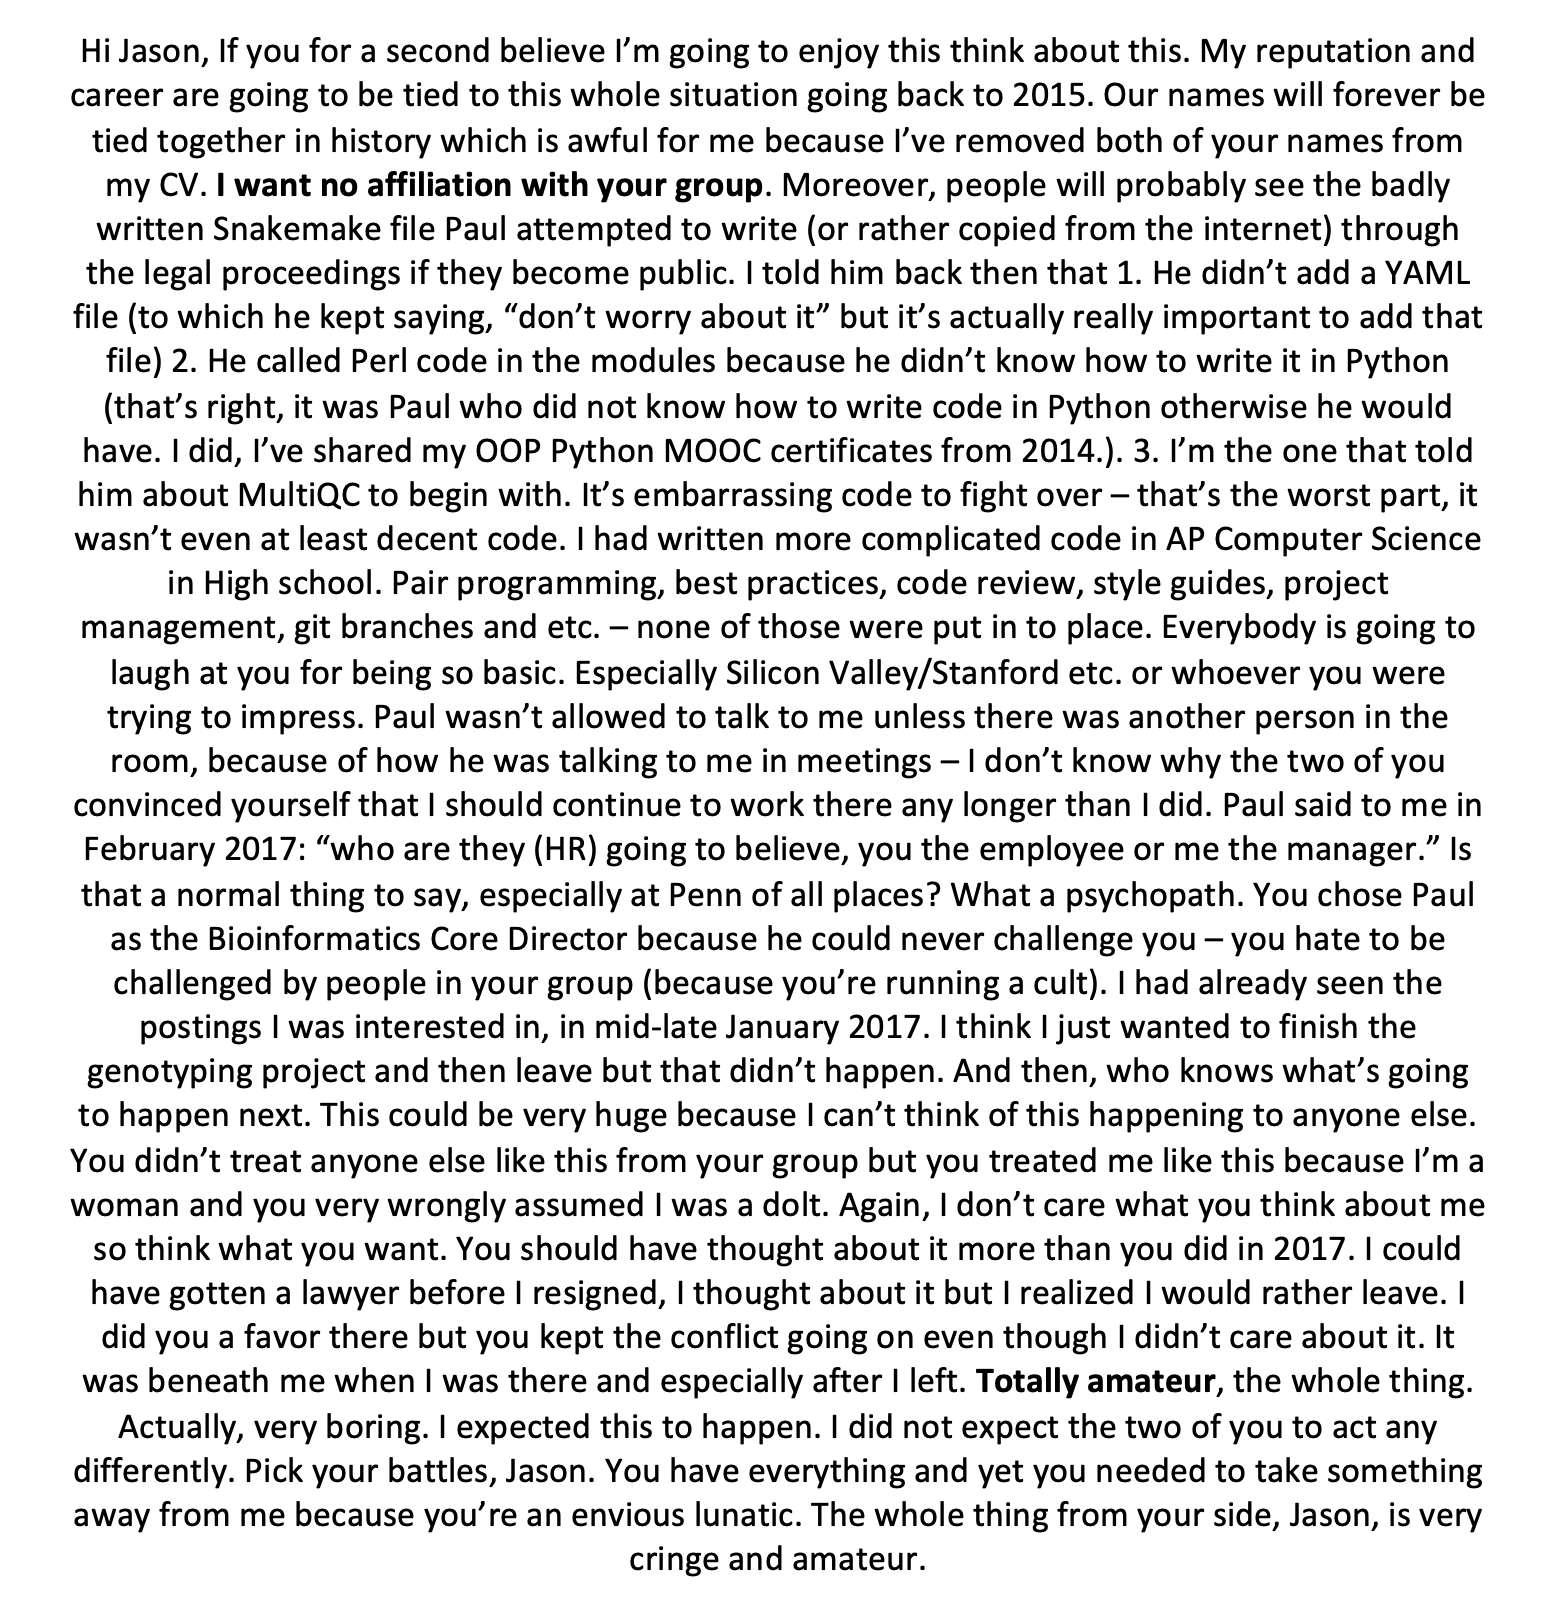 Hi Jason, If you for a second believe I’m going to enjoy this think about this. My reputation and
career are going to be tied to this whole situation going back to 2015. Our names will forever be
tied together in history which is awful for me because I’ve removed both of your names from
my CV. I want no affiliation with your group. Moreover, people will probably see the badly
written Snakemake file Paul attempted to write (or rather copied from the internet) through
the legal proceedings if they become public. I told him back then that 1. He didn’t add a YAML
file (to which he kept saying, “don’t worry about it” but it’s actually really important to add that
file) 2. He called Perl code in the modules because he didn’t know how to write it in Python
(that’s right, it was Paul who did not know how to write code in Python otherwise he would
have. I did, I’ve shared my OOP Python MOOC certificates from 2014.). 3. I’m the one that told
him about MultiQC to begin with. It’s embarrassing code to fight over – that’s the worst part, it
wasn’t even at least decent code. I had written more complicated code in AP Computer Science
in High school. Pair programming, best practices, code review, style guides, project
management, git branches and etc. – none of those were put in to place. Everybody is going to
laugh at you for being so basic. Especially Silicon Valley/Stanford etc. or whoever you were
trying to impress. Paul wasn’t allowed to talk to me unless there was another person in the
room, because of how he was talking to me in meetings – I don’t know why the two of you
convinced yourself that I should continue to work there any longer than I did. Paul said to me in
February 2017: “who are they (HR) going to believe, you the employee or me the manager.” Is
that a normal thing to say, especially at Penn of all places? What a psychopath. You chose Paul
as the Bioinformatics Core Director because he could never challenge you – you hate to be
challenged by people in your group (because you’re running a cult). I had already seen the
postings I was interested in, in mid-late January 2017. I think I just wanted to finish the
genotyping project and then leave but that didn’t happen. And then, who knows what’s going
to happen next. This could be very huge because I can’t think of this happening to anyone else.
You didn’t treat anyone else like this from your group but you treated me like this because I’m a
woman and you very wrongly assumed I was a dolt. Again, I don’t care what you think about me
so think what you want. You should have thought about it more than you did in 2017. I could
have gotten a lawyer before I resigned, I thought about it but I realized I would rather leave. I
did you a favor there but you kept the conflict going on even though I didn’t care about it. It
was beneath me when I was there and especially after I left. Totally amateur, the whole thing.
Actually, very boring. I expected this to happen. I did not expect the two of you to act any
differently. Pick your battles, Jason. You have everything and yet you needed to take something
away from me because you’re an envious lunatic. The whole thing from your side, Jason, is very
cringe and amateur.